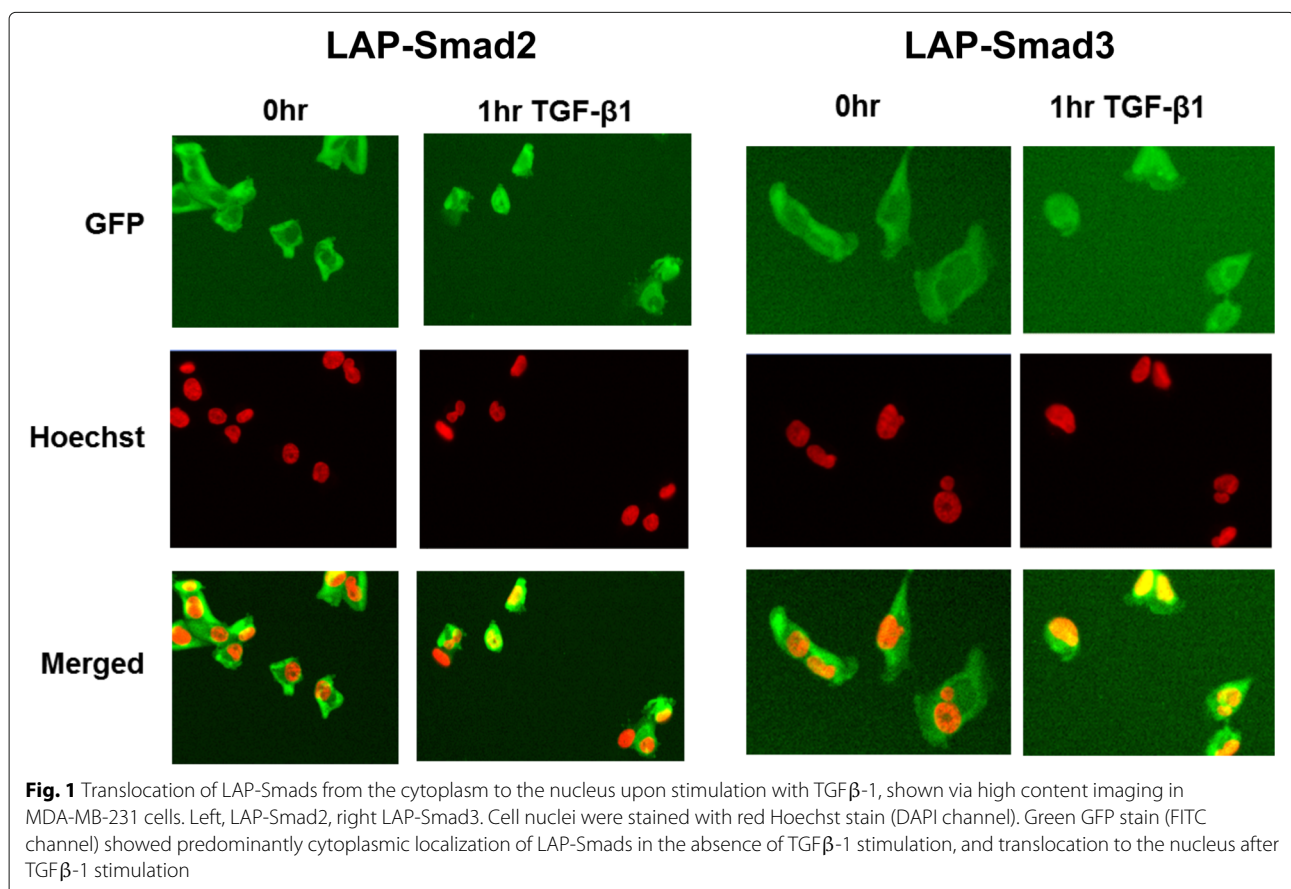 LAP-Smad2
LAP-Smad3
0hr
1hr TGF-β1
0hr
1hr TGF-β1
GFP
Hoechst
Merged
Fig. 1 Translocation of LAP-Smads from the cytoplasm to the nucleus upon stimulation with TGFβ-1, shown via high content imaging in
MDA-MB-231 cells. Left, LAP-Smad2, right LAP-Smad3. Cell nuclei were stained with red Hoechst stain (DAPI channel). Green GFP stain (FITC
channel) showed predominantly cytoplasmic localization of LAP-Smads in the absence of TGFβ-1 stimulation, and translocation to the nucleus after
TGFβ-1 stimulation